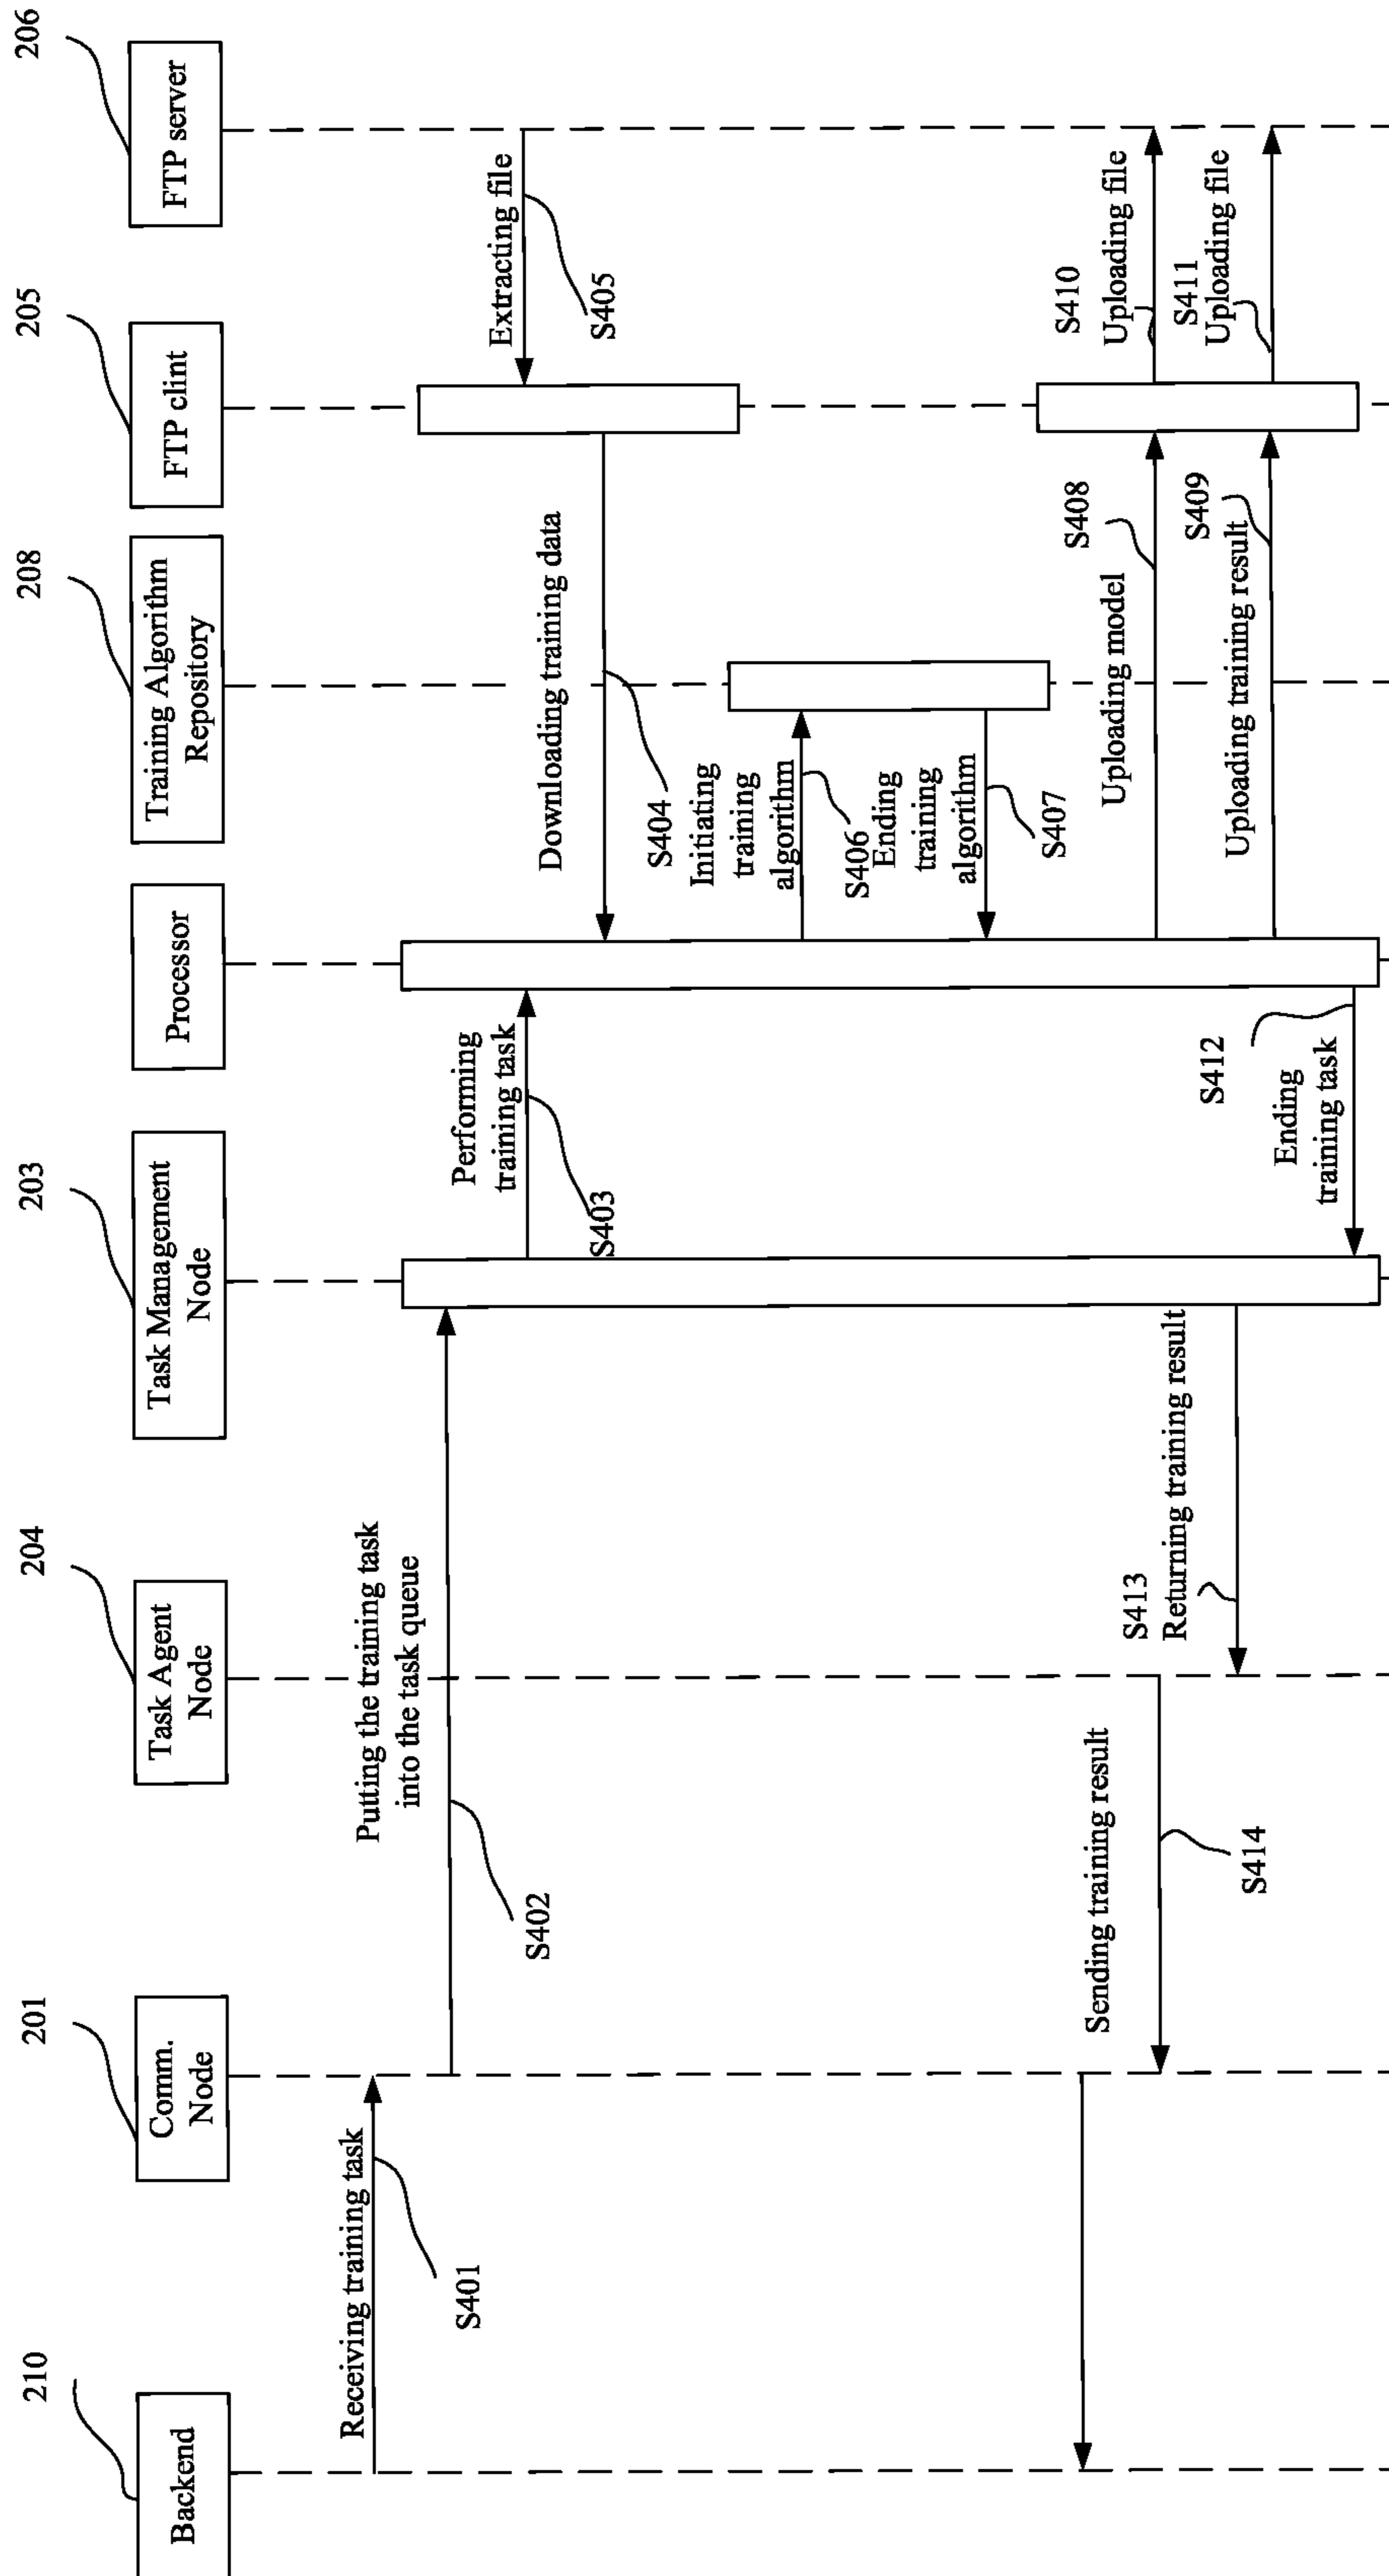 210
201
204
203
208
205
206
Backend
Comm.
Node
Task Agent
Node
Task Management
Node
Processor
Training Algorithm
Repository
FTP clint
FTP server
Receiving training task
S401
Putting the training task
into the task queue
S402
Performing
training task
S403
Extracting file
S405
Downloading training data
S404
Initiating
training
algorithm
S406
Ending
training
algorithm
S407
Uploading model
S408
S410
Uploading file
Uploading training result
S409
S411
Uploading file
S412
Ending
training task
S413
Returning training result
Sending training result
S414